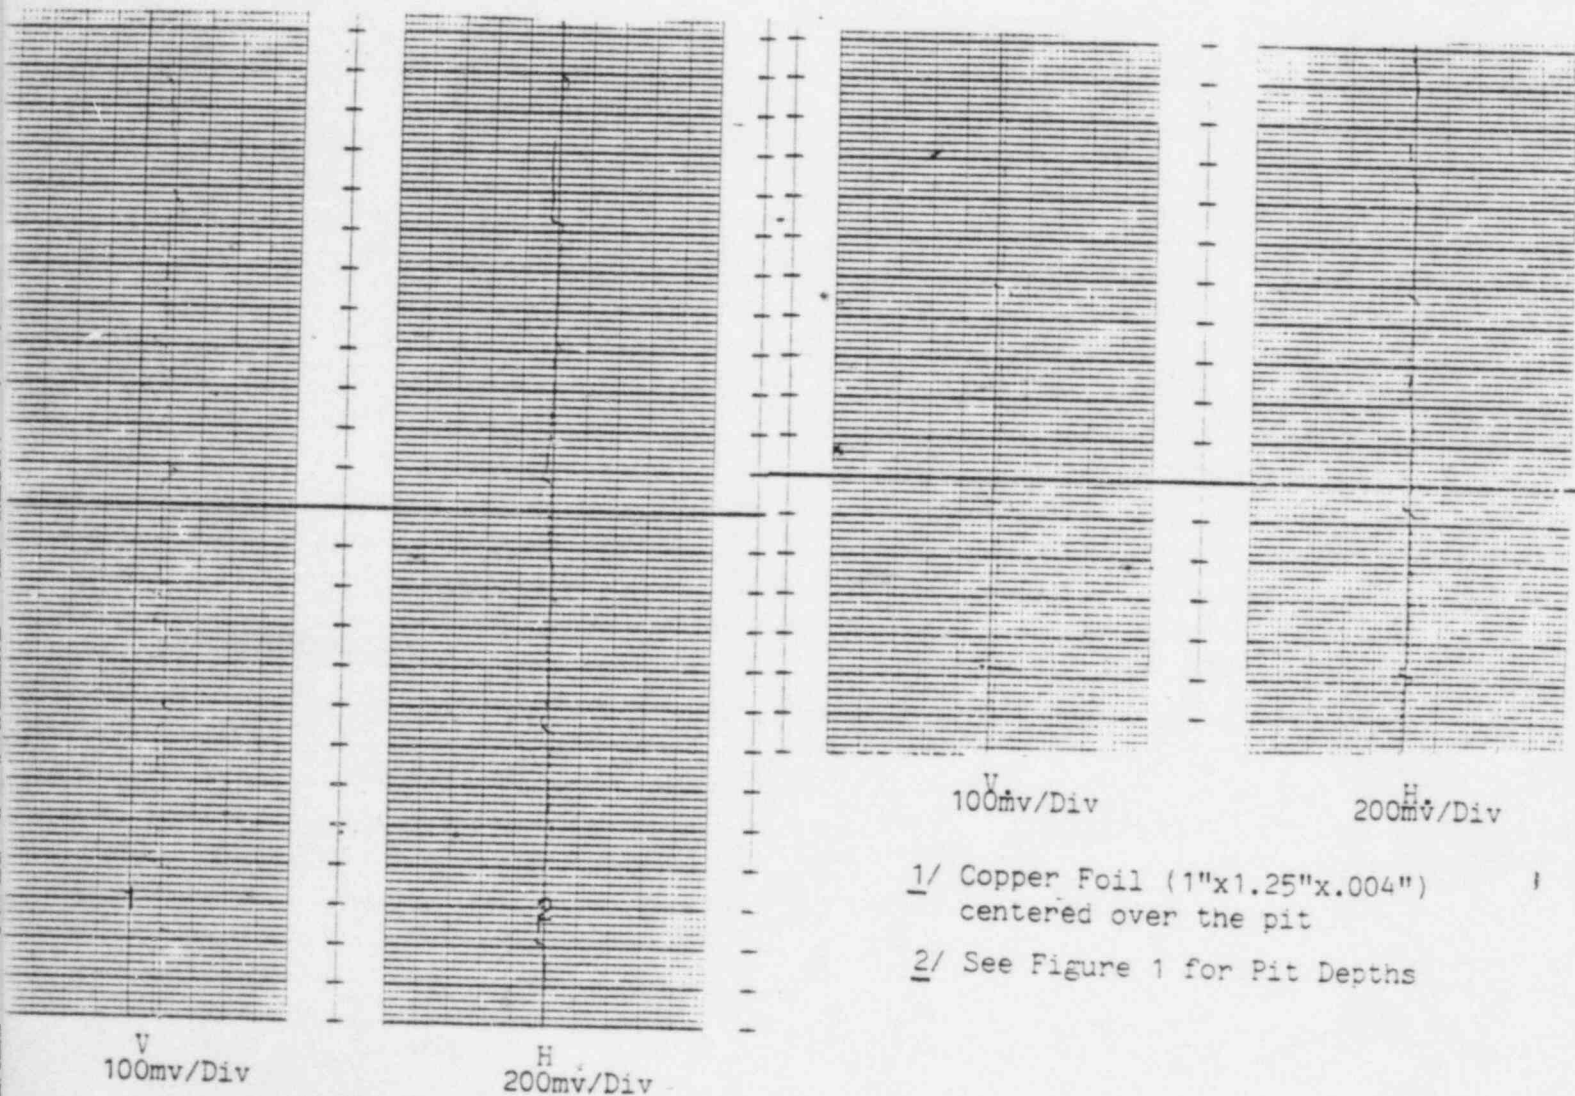 1
2
V
100mv/Div
H
200mv/Div
V
100mv/Div
H
200mv/Div
1/ Copper Foil (1"x1.25"x.004")
centered over the pit
2/ See Figure 1 for Pit Depths